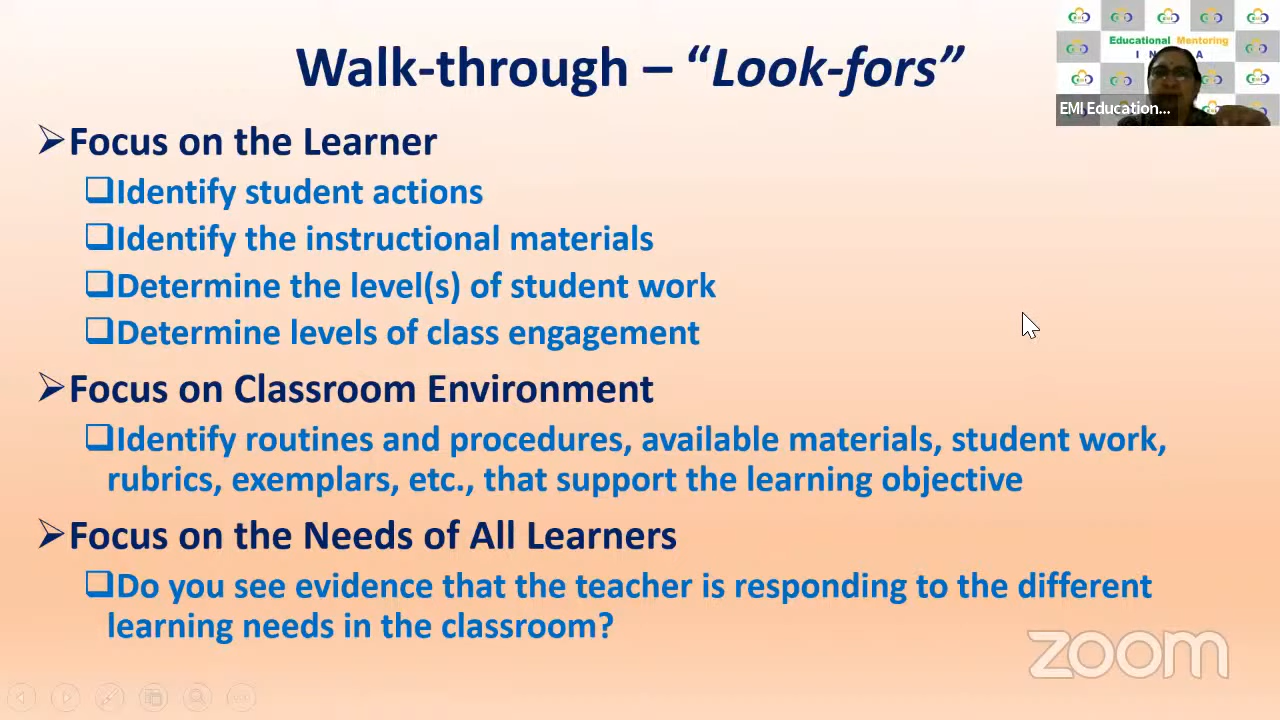 Walk-through – “Look-fors”
Educational Mentoring
EMI Education...
Focus on the Learner
Identify student actions
Identify the instructional materials
Determine the level(s) of student work
Determine levels of class engagement
Focus on Classroom Environment
Identify routines and procedures, available materials, student work,
rubrics, exemplars, etc., that support the learning objective
Focus on the Needs of All Learners
Do you see evidence that the teacher is responding to the different
learning needs in the classroom?
zoom